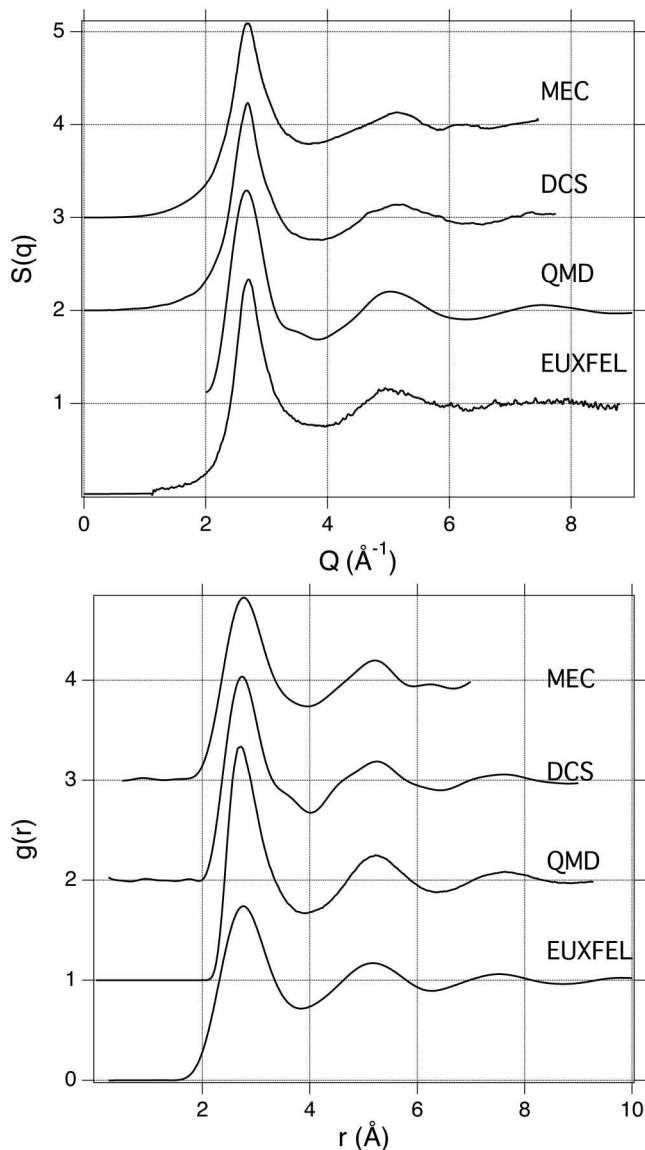 5
MEC
4
DCS
3
S(q)
QMD
2
EUXFEL
1
0 2 4 6 8
Q (Å⁻¹)
4
MEC
3
DCS
g(r)
QMD
2
EUXFEL
1
0
2 4 6 8 10
r (Å)